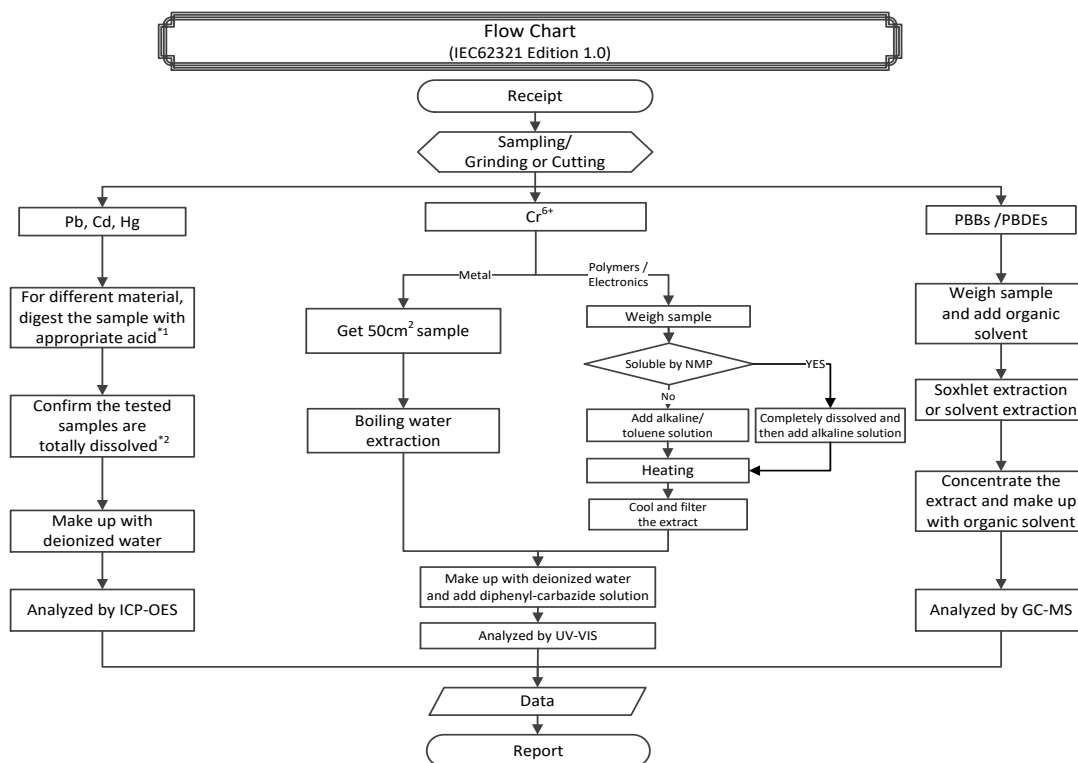 Flow Chart
(IEC62321 Edition 1.0)
Receipt
Sampling/
Grinding or Cutting
Pb, Cd, Hg
Cr6+
PBBs /PBDEs
Metal
Polymers /
Electronics
For different material,
digest the sample with
appropriate acid*1
Get 50cm2 sample
Weigh sample
Weigh sample
and add organic
solvent
Soluble by NMP
YES
No
Confirm the tested
samples are
totally dissolved*2
Boiling water
extraction
Add alkaline/
toluene solution
Completely dissolved and
then add alkaline solution
Soxhlet extraction
or solvent extraction
Heating
Cool and filter
the extract
Concentrate the
extract and make up
with organic solvent
Make up with
deionized water
Make up with deionized water
and add diphenyl-carbazide solution
Analyzed by ICP-OES
Analyzed by UV-VIS
Analyzed by GC-MS
Data
Report